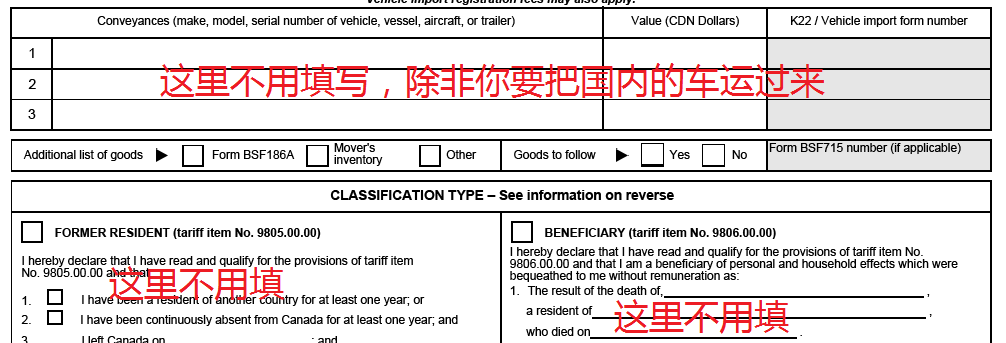 Vehicle import registration fees may also apply.
Conveyances (make, model, serial number of vehicle, vessel, aircraft, or trailer) Value (CDN Dollars) K22 / Vehicle import form number
1
2
3
这里不用填写，除非你要把国内的车运过来
Additional list of goods Form BSF186A Mover's inventory Other Goods to follow Yes No Form BSF715 number (if applicable)
CLASSIFICATION TYPE – See information on reverse
FORMER RESIDENT (tariff item No. 9805.00.00)
I hereby declare that I have read and qualify for the provisions of tariff item
No. 9805.00.00 and that
这里不用填
1. I have been a resident of another country for at least one year; or
2. I have been continuously absent from Canada for at least one year; and
3. I left Canada on ; and
BENEFICIARY (tariff item No. 9806.00.00)
I hereby declare that I have read and qualify for the provisions of tariff item No.
9806.00.00 and that I am a beneficiary of personal and household effects which were
bequeathed to me without remuneration as:
1. The result of the death of, ,
a resident of ,
这里不用填
who died on .